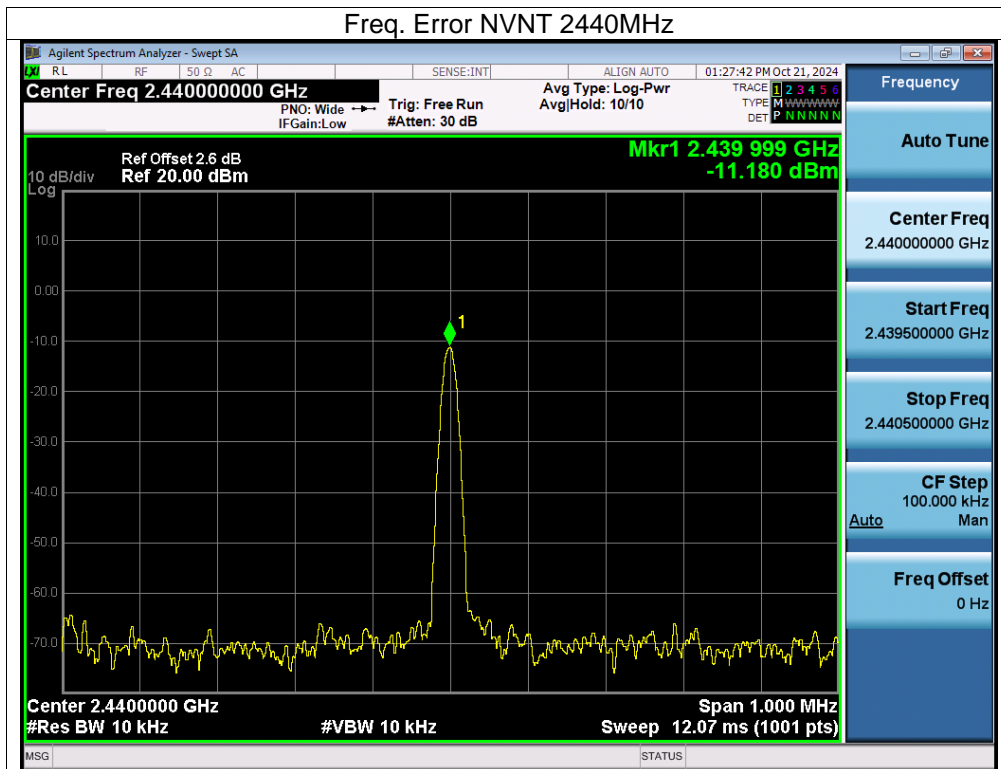 Freq. Error NVNT 2440MHz
Agilent Spectrum Analyzer - Swept SA
LXI RL RF 50 Ω AC SENSE:INT ALIGN AUTO 01:27:42 PM Oct 21, 2024
Center Freq 2.440000000 GHz
PNO: Wide
IFGain:Low
Trig: Free Run
#Atten: 30 dB
Avg Type: Log-Pwr
Avg|Hold: 10/10
TRACE 1 2 3 4 5 6
TYPE M WWWWW
DET P N N N N N
Mkr1 2.439 999 GHz
-11.180 dBm
Ref Offset 2.6 dB
10 dB/div Ref 20.00 dBm
Log
10.0
0.00
1
-10.0
-20.0
-30.0
-40.0
-50.0
-60.0
-70.0
Center 2.4400000 GHz Span 1.000 MHz
#Res BW 10 kHz #VBW 10 kHz Sweep 12.07 ms (1001 pts)
MSG STATUS
Frequency
Auto Tune
Center Freq
2.440000000 GHz
Start Freq
2.439500000 GHz
Stop Freq
2.440500000 GHz
CF Step
100.000 kHz
Auto Man
Freq Offset
0 Hz